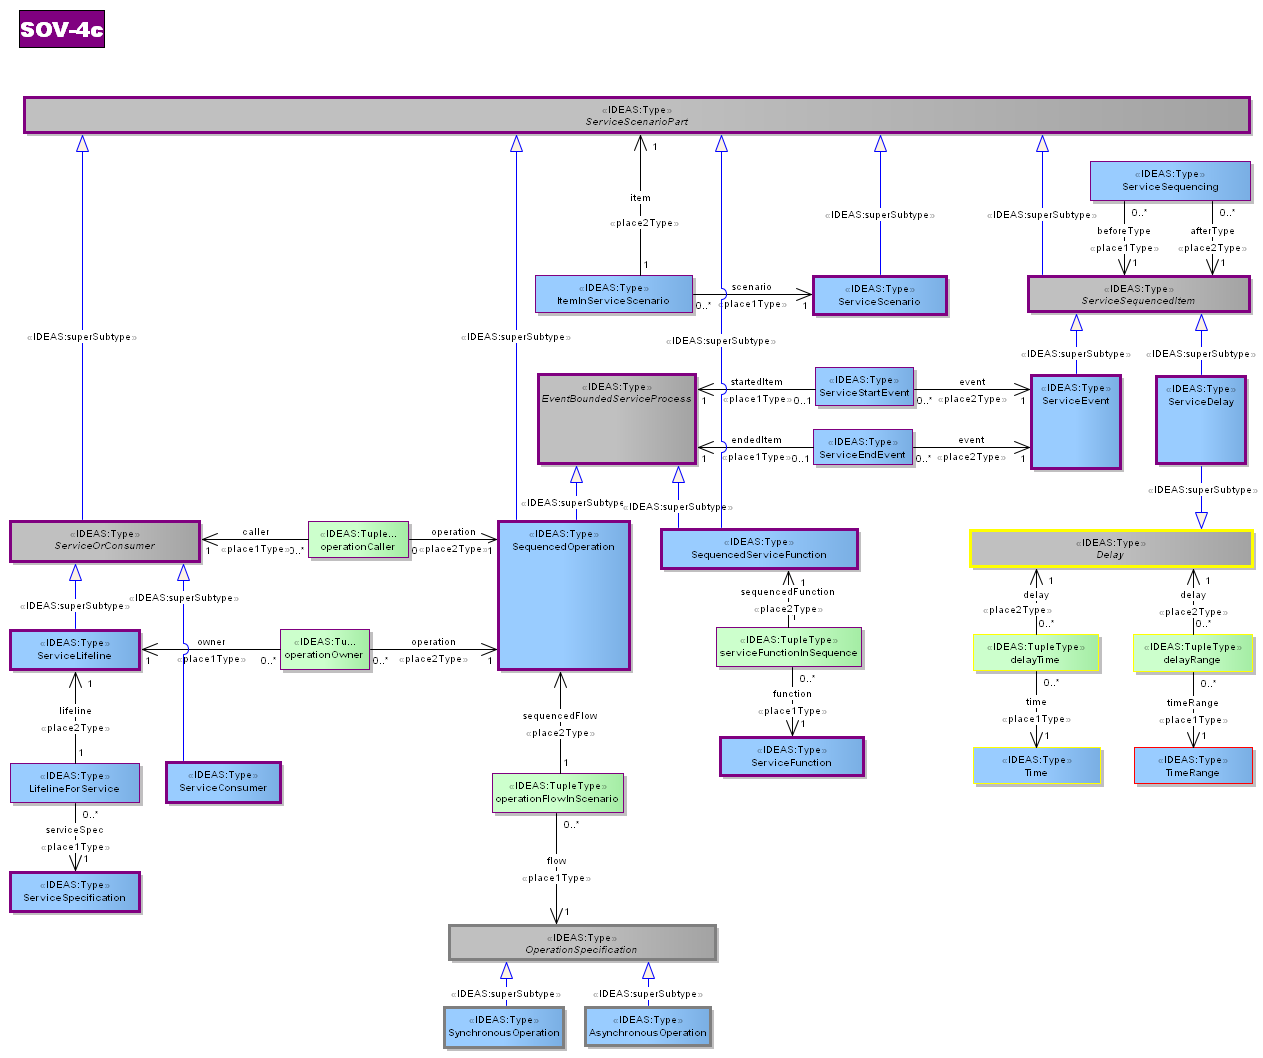 SOV-4c
«IDEAS:Type»
ServiceScenarioPart
1
item
«place2Type»
1
«IDEAS:superSubtype»
«IDEAS:superSubtype»
«IDEAS:Type»
ServiceSequencing
0..*
0..*
beforeType
afterType
«place1Type»
«place2Type»
1
1
«IDEAS:Type»
ItemInServiceScenario
scenario
0..*
«place1Type»
1
«IDEAS:Type»
ServiceScenario
«IDEAS:Type»
ServiceSequencedItem
«IDEAS:superSubtype»
«IDEAS:superSubtype»
«IDEAS:superSubtype»
«IDEAS:superSubtype»
«IDEAS:superSubtype»
«IDEAS:Type»
EventBoundedServiceProcess
startedItem
1
«place1Type»
0..1
«IDEAS:Type»
ServiceStartEvent
event
0..*
«place2Type»
1
«IDEAS:Type»
ServiceEvent
«IDEAS:Type»
ServiceDelay
endedItem
1
«place1Type»
0..1
«IDEAS:Type»
ServiceEndEvent
event
0..*
«place2Type»
1
«IDEAS:superSubtype»
«IDEAS:superSubtype»
«IDEAS:superSubtype»
«IDEAS:Type»
ServiceOrConsumer
caller
1
«place1Type»
0..*
«IDEAS:Tuple...
operationCaller
operation
0
«place2Type»
1
«IDEAS:Type»
SequencedOperation
«IDEAS:Type»
SequencedServiceFunction
«IDEAS:Type»
Delay
«IDEAS:superSubtype»
«IDEAS:superSubtype»
1
sequencedFunction
«place2Type»
1
delay
«place2Type»
0..*
1
delay
«place2Type»
0..*
«IDEAS:Type»
ServiceLifeline
owner
1
«place1Type»
0..*
«IDEAS:Tu...
operationOwner
operation
0..*
«place2Type»
1
«IDEAS:TupleType»
serviceFunctionInSequence
«IDEAS:TupleType»
delayTime
«IDEAS:TupleType»
delayRange
1
lifeline
«place2Type»
1
sequencedFlow
«place2Type»
1
0..*
function
«place1Type»
1
0..*
time
«place1Type»
1
0..*
timeRange
«place1Type»
1
«IDEAS:Type»
LifelineForService
«IDEAS:Type»
ServiceConsumer
«IDEAS:TupleType»
operationFlowInScenario
«IDEAS:Type»
ServiceFunction
«IDEAS:Type»
Time
«IDEAS:Type»
TimeRange
0..*
serviceSpec
«place1Type»
1
0..*
flow
«place1Type»
1
«IDEAS:Type»
ServiceSpecification
«IDEAS:Type»
OperationSpecification
«IDEAS:superSubtype»
«IDEAS:superSubtype»
«IDEAS:Type»
SynchronousOperation
«IDEAS:Type»
AsynchronousOperation